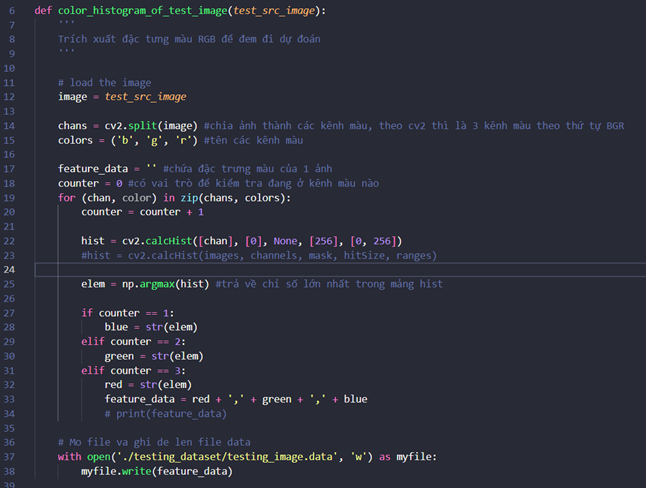 6 def color_histogram_of_test_image(test_src_image):
7 '''
8 Trích xuất đặc tưng màu RGB để đem đi dự đoán
9 '''
10
11 # load the image
12 image = test_src_image
13
14 chans = cv2.split(image) #chia ảnh thành các kênh màu, theo cv2 thì là 3 kênh màu theo thứ tự BGR
15 colors = ('b', 'g', 'r') #tên các kênh màu
16
17 feature_data = '' #chứa đặc trưng màu của 1 ảnh
18 counter = 0 #có vai trò để kiểm tra đang ở kênh màu nào
19 for (chan, color) in zip(chans, colors):
20 counter = counter + 1
21
22 hist = cv2.calcHist([chan], [0], None, [256], [0, 256])
23 #hist = cv2.calcHist(images, channels, mask, hitSize, ranges)
24
25 elem = np.argmax(hist) #trả về chỉ số lớn nhất trong mảng hist
26
27 if counter == 1:
28 blue = str(elem)
29 elif counter == 2:
30 green = str(elem)
31 elif counter == 3:
32 red = str(elem)
33 feature_data = red + ',' + green + ',' + blue
34 # print(feature_data)
35
36 # Mo file va ghi de len file data
37 with open('./testing_dataset/testing_image.data', 'w') as myfile:
38 myfile.write(feature_data)
39